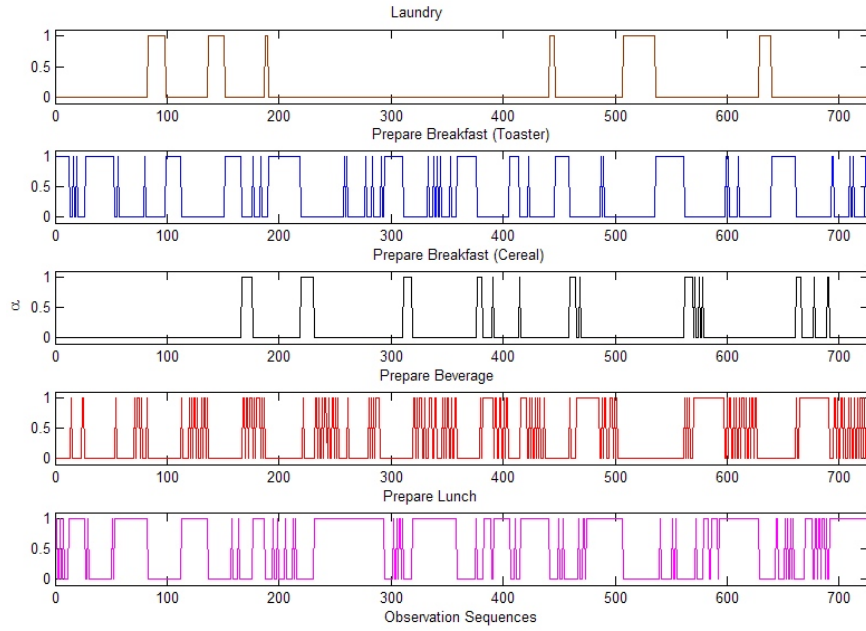 Laundry
1
0.5
0
0 100 200 300 400 500 600 700
Prepare Breakfast (Toaster)
1
0.5
0
0 100 200 300 400 500 600 700
Prepare Breakfast (Cereal)
α
1
0.5
0
0 100 200 300 400 500 600 700
Prepare Beverage
1
0.5
0
0 100 200 300 400 500 600 700
Prepare Lunch
1
0.5
0
0 100 200 300 400 500 600 700
Observation Sequences